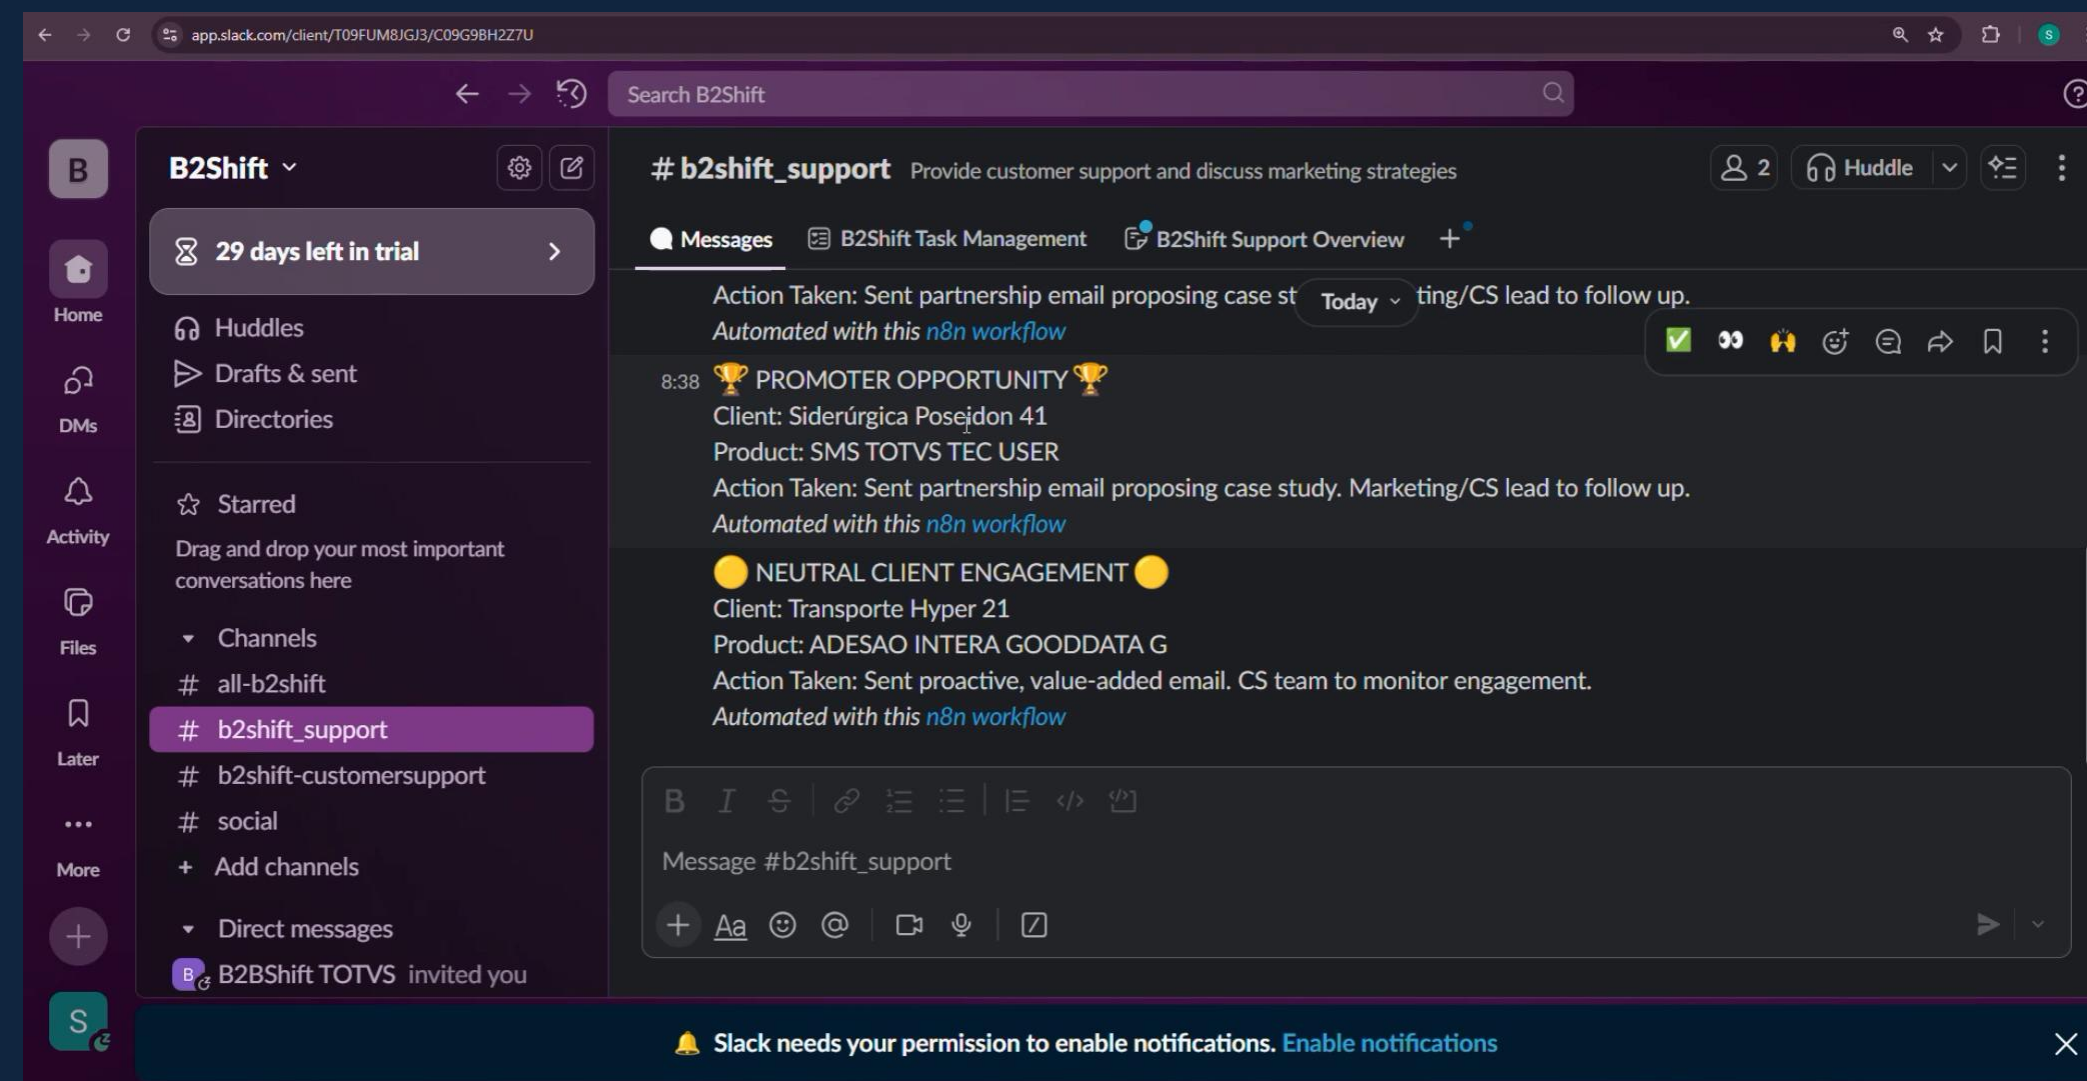 app.slack.com/client/T09FUM8JGJ3/C09G9BH2Z7U
S
Search B2Shift
B
B2Shift
29 days left in trial
Home
DMs
Activity
Files
Later
More
S
Huddles
Drafts & sent
Directories
Starred
Drag and drop your most important
conversations here
Channels
# all-b2shift
# b2shift_support
# b2shift-customersupport
# social
+ Add channels
Direct messages
B B2BShift TOTVS invited you
# b2shift_support Provide customer support and discuss marketing strategies
2
Huddle
Messages B2Shift Task Management B2Shift Support Overview +
Action Taken: Sent partnership email proposing case st Today ting/CS lead to follow up.
Automated with this n8n workflow
8:38 🏆 PROMOTER OPPORTUNITY 🏆
Client: Siderúrgica Poseidon 41
Product: SMS TOTVS TEC USER
Action Taken: Sent partnership email proposing case study. Marketing/CS lead to follow up.
Automated with this n8n workflow
🟡 NEUTRAL CLIENT ENGAGEMENT 🟡
Client: Transporte Hyper 21
Product: ADESAO INTERA GOODDATA G
Action Taken: Sent proactive, value-added email. CS team to monitor engagement.
Automated with this n8n workflow
B I S
Message #b2shift_support
+ Aa @
🔔 Slack needs your permission to enable notifications. Enable notifications